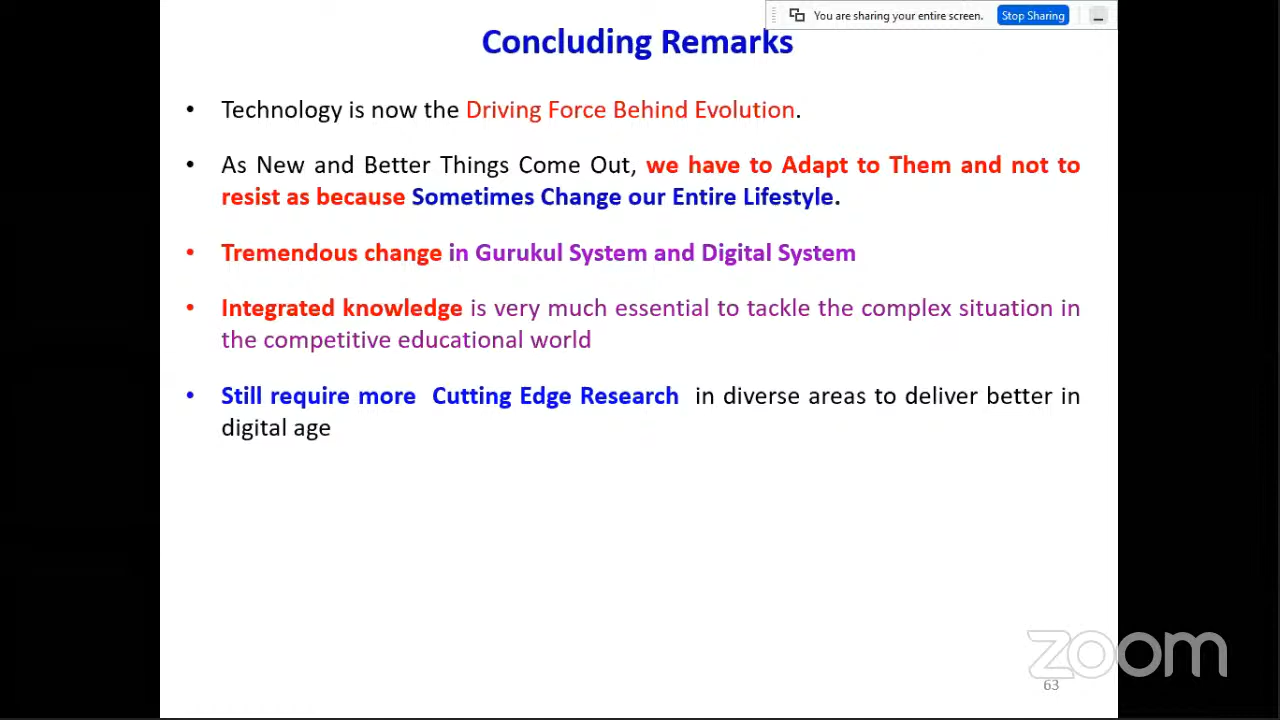 You are sharing your entire screen. Stop Sharing
Concluding Remarks
• Technology is now the Driving Force Behind Evolution.
• As New and Better Things Come Out, we have to Adapt to Them and not to
resist as because Sometimes Change our Entire Lifestyle.
• Tremendous change in Gurukul System and Digital System
• Integrated knowledge is very much essential to tackle the complex situation in
the competitive educational world
• Still require more Cutting Edge Research in diverse areas to deliver better in
digital age
zoom
63